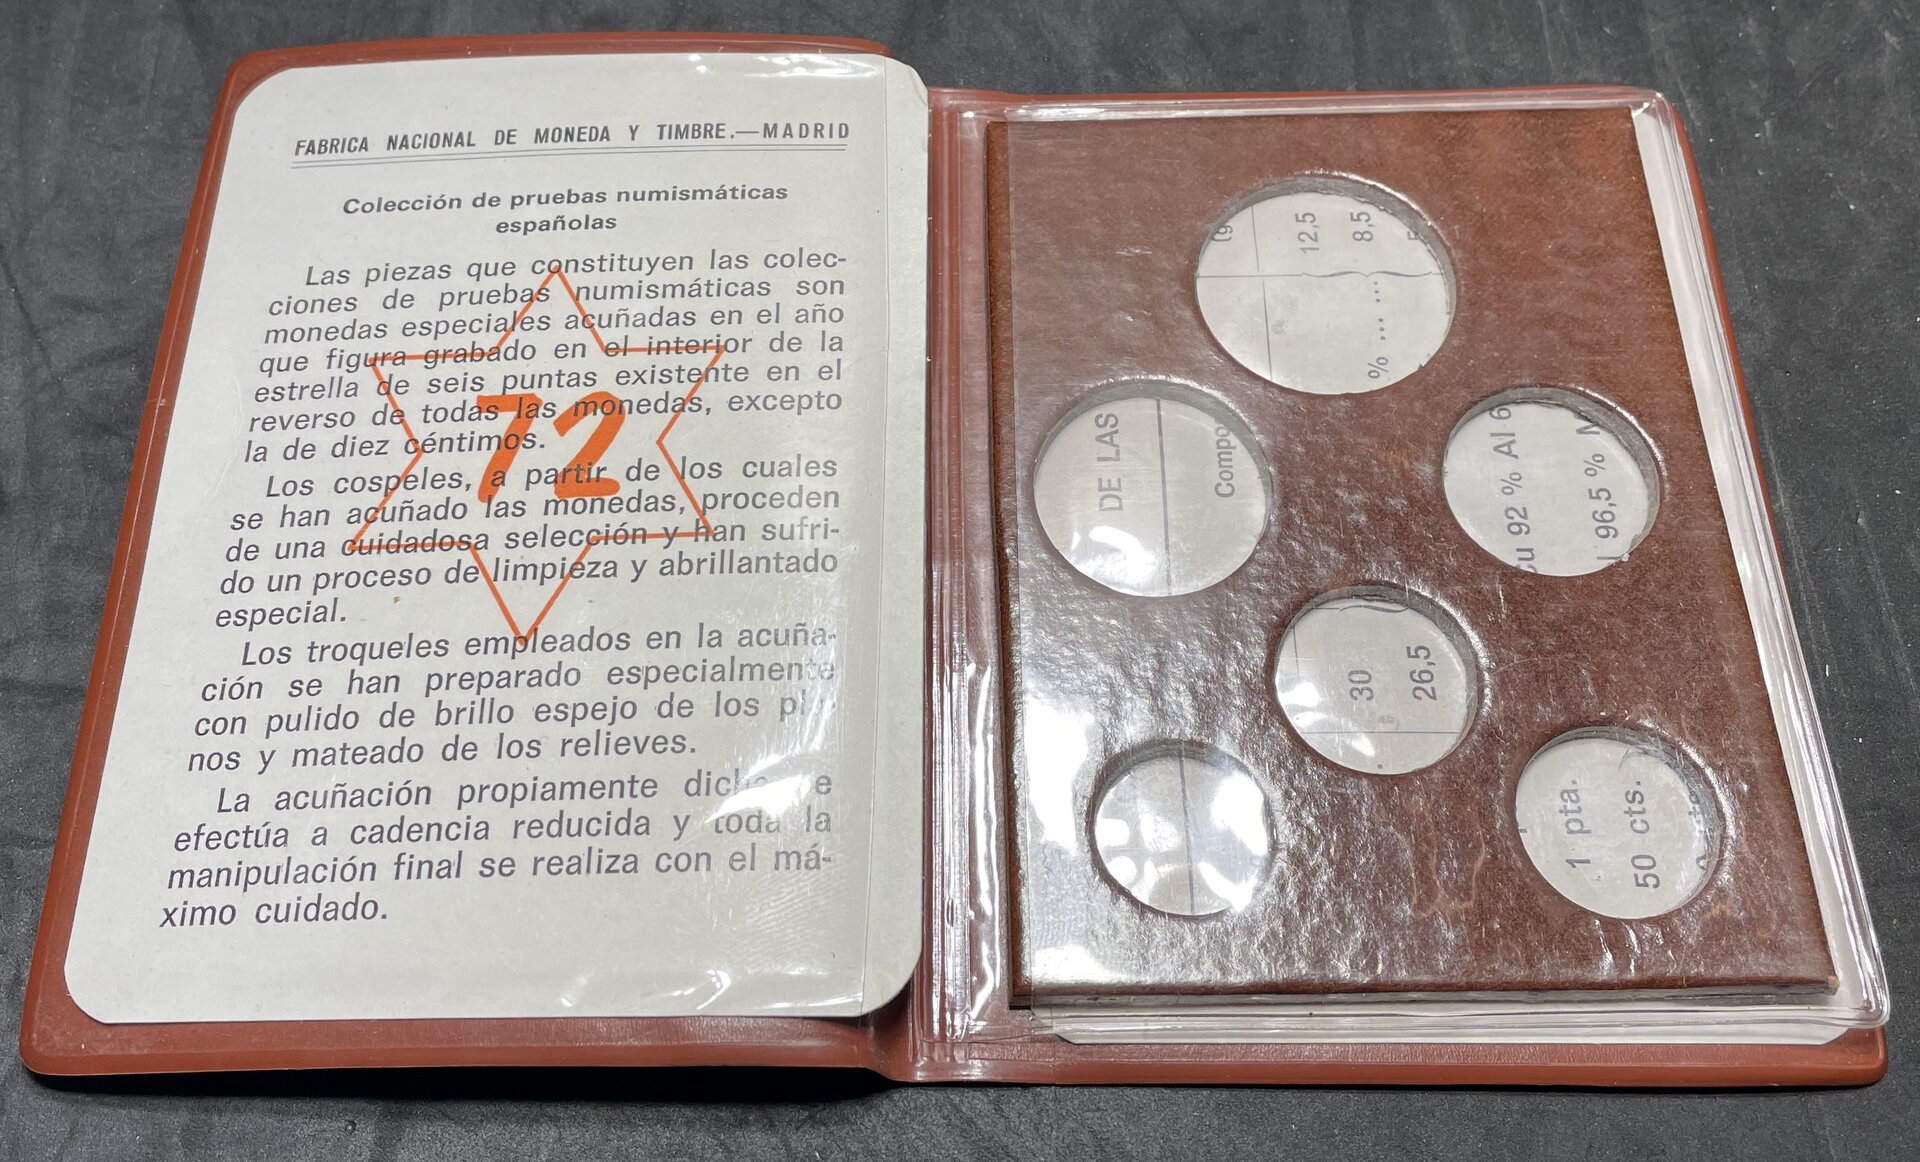 FABRICA NACIONAL DE MONEDA Y TIMBRE.—MADRID
Colección de pruebas numismáticas
españolas
Las piezas que constituyen las colec-
ciones de pruebas numismáticas son
monedas especiales acuñadas en el año
que figura grabado en el interior de la
estrella de seis puntas existente en el
reverso de todas las monedas, excepto
la de diez céntimos.
72
Los cospeles, a partir de los cuales
se han acuñado las monedas, proceden
de una cuidadosa selección y han sufri-
do un proceso de limpieza y abrillantado
especial.
Los troqueles empleados en la acuña-
ción se han preparado especialmente
con pulido de brillo espejo de los
nos y mateado de los relieves.
La acuñación propiamente
efectúa a cadencia reducida y toda la
manipulación final se realiza con el má-
ximo cuidado.
12,5
8,5
% ... ...
DE LAS
Compo
cu 92 % Al 6
96,5 %
30
26,5
1 pta.
50 cts.